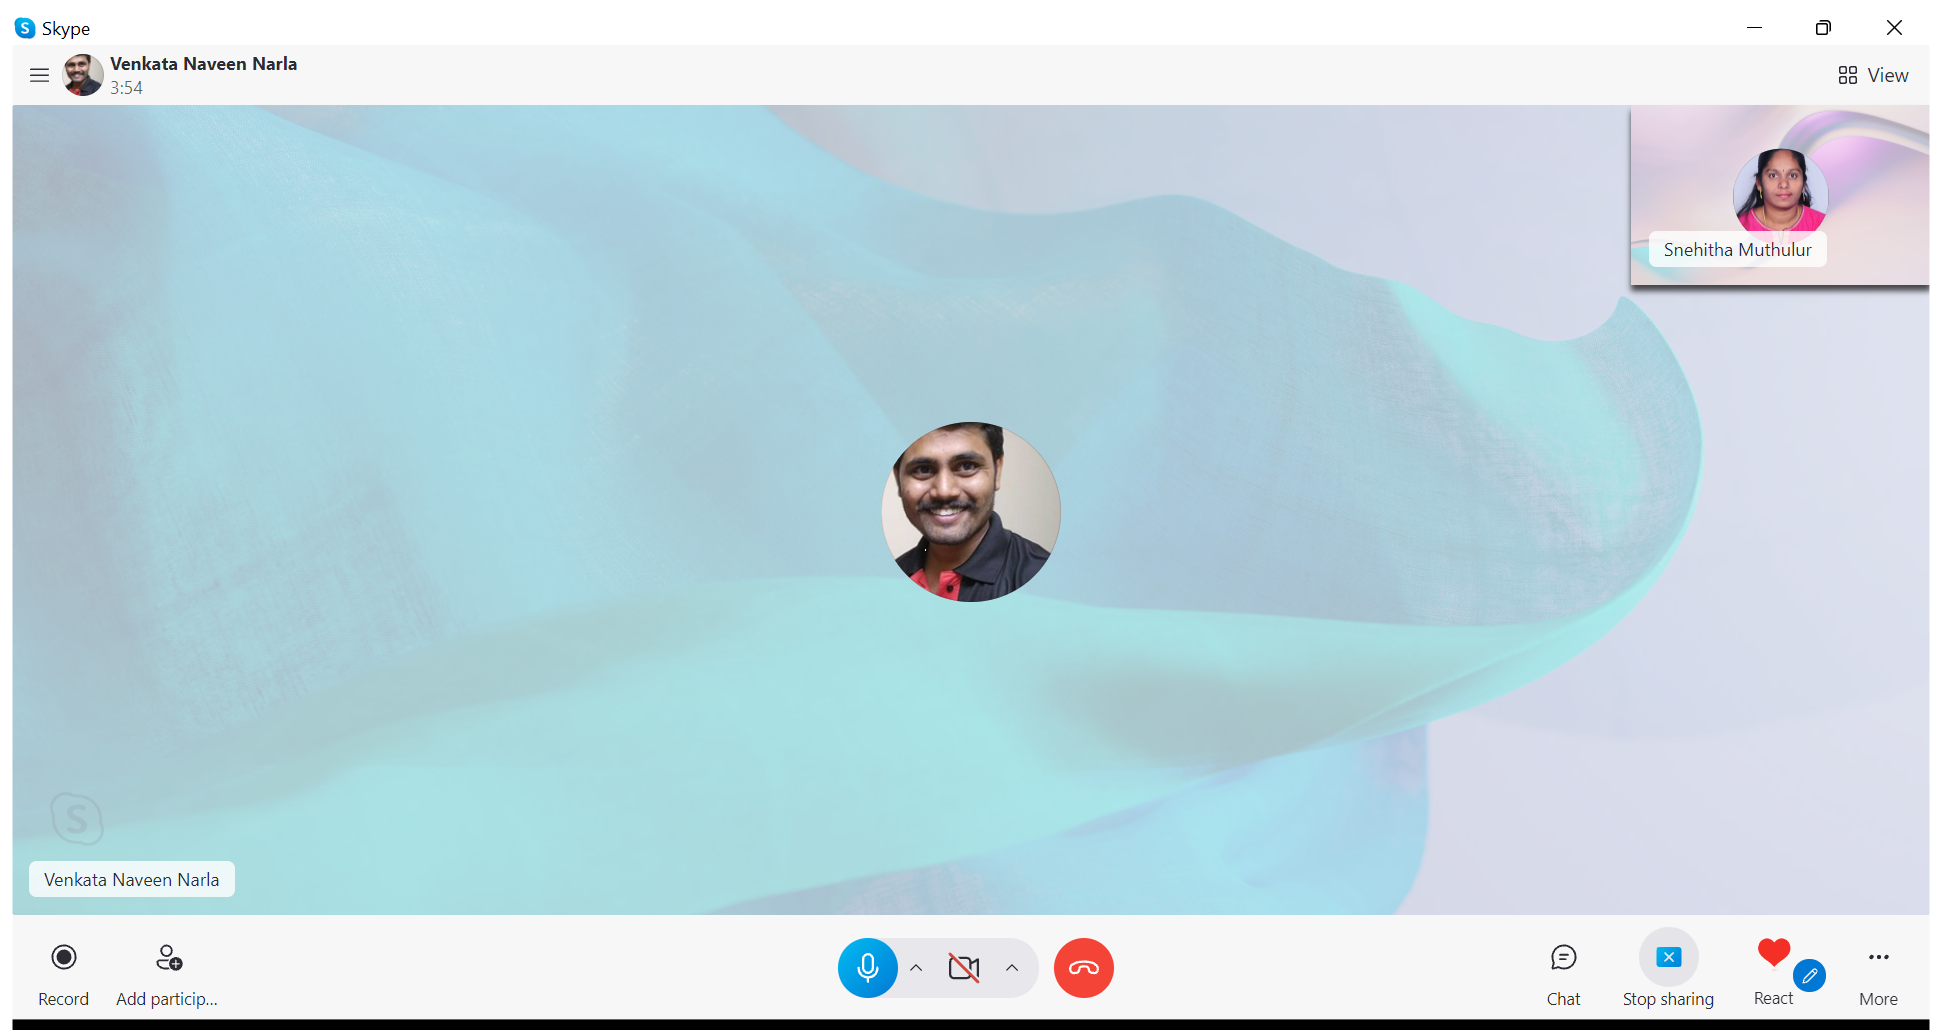 Skype
Venkata Naveen Narla
3:54
View
Snehitha Muthulur
Venkata Naveen Narla
Record
Add particip...
Chat
Stop sharing
React
More